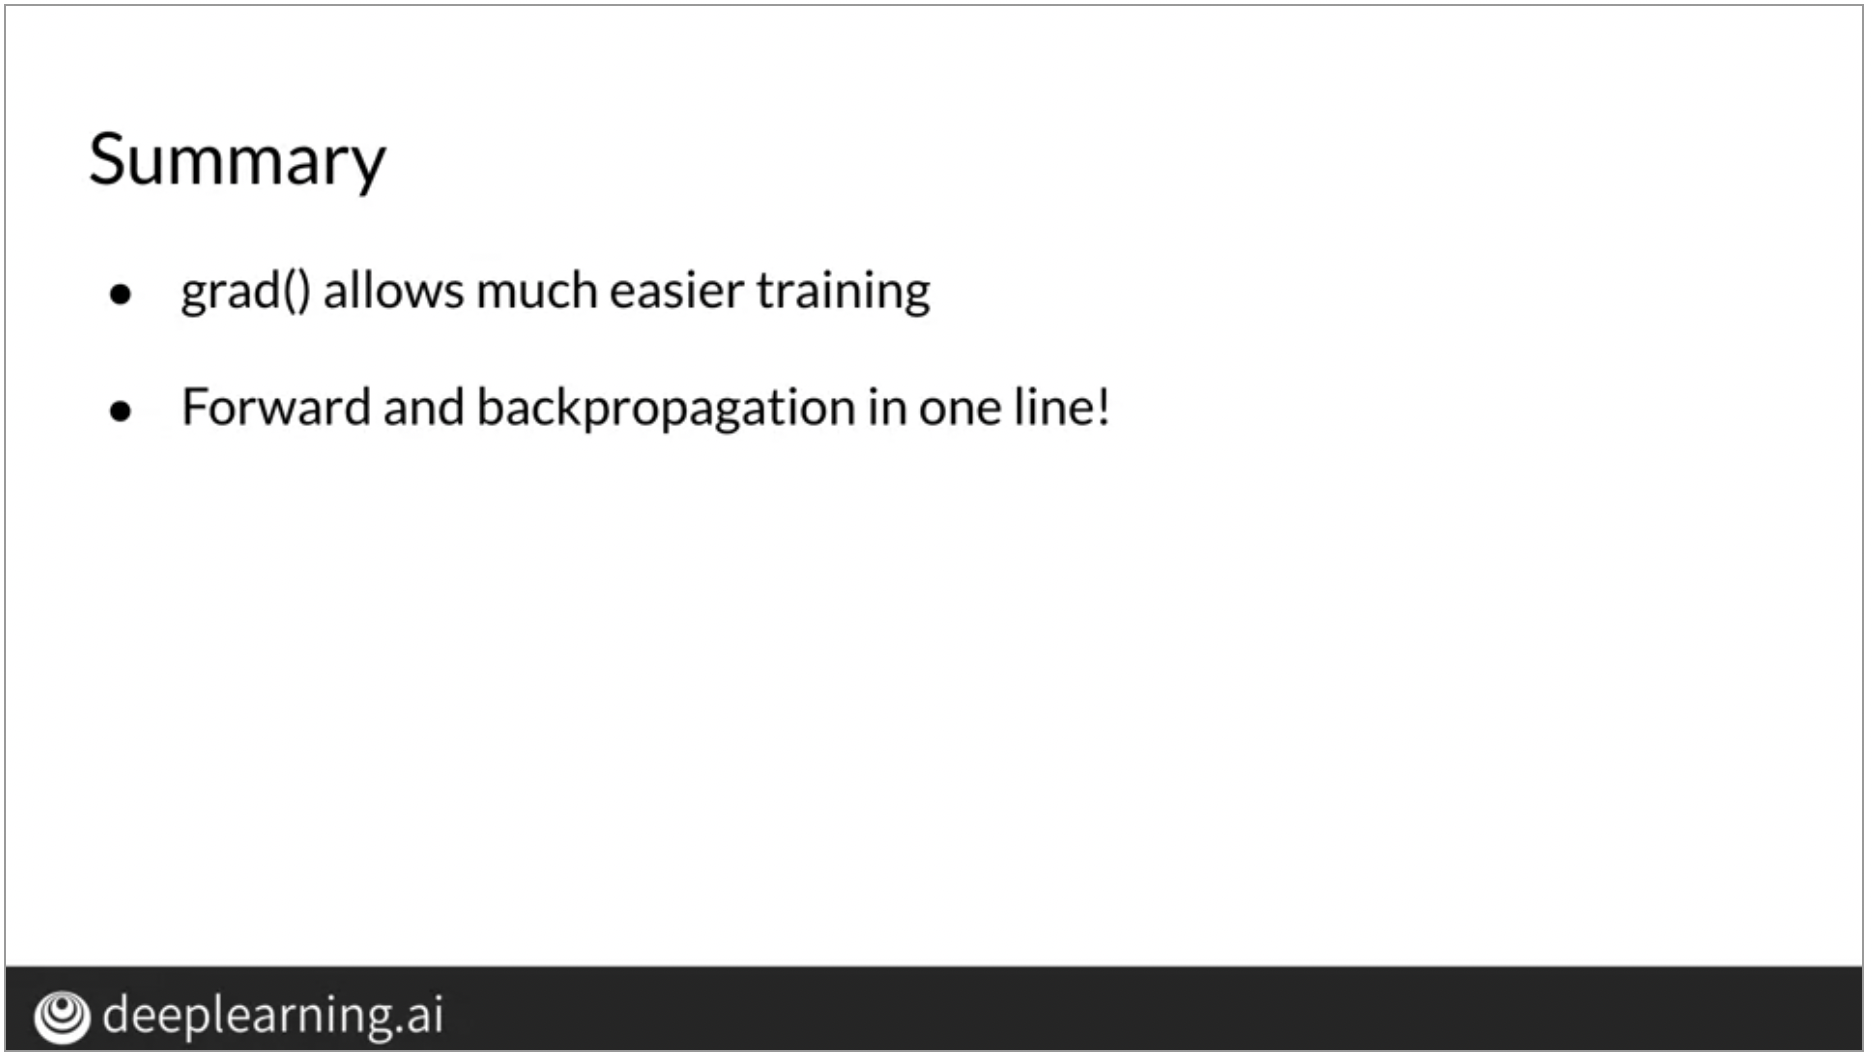 Summary
● grad() allows much easier training
● Forward and backpropagation in one line!
deeplearning.ai